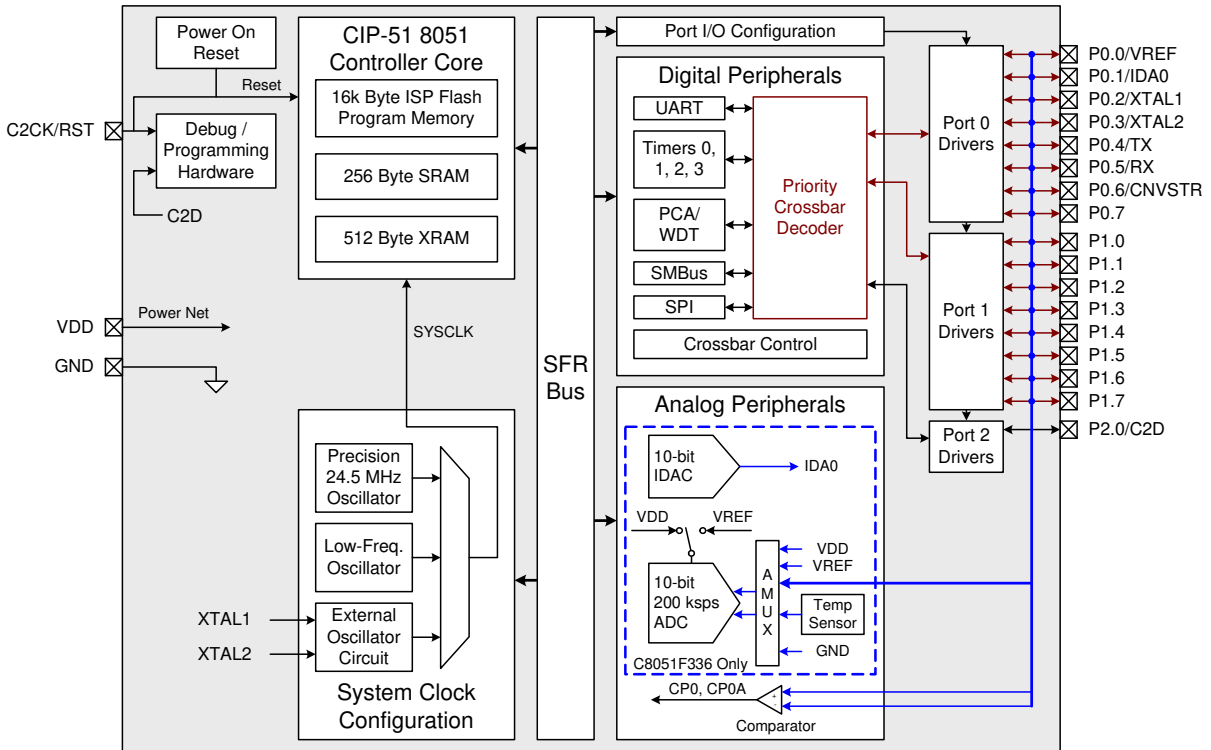 Power On
Reset
Reset
C2CK/RST
Debug /
Programming
Hardware
C2D
VDD
Power Net
GND
CIP-51 8051
Controller Core
16k Byte ISP Flash
Program Memory
256 Byte SRAM
512 Byte XRAM
SYSCLK
Precision
24.5 MHz
Oscillator
Low-Freq.
Oscillator
External
Oscillator
Circuit
XTAL1
XTAL2
System Clock
Configuration
SFR
Bus
Port I/O Configuration
Digital Peripherals
UART
Timers 0,
1, 2, 3
PCA/
WDT
SMBus
SPI
Priority
Crossbar
Decoder
Crossbar Control
Analog Peripherals
10-bit
IDAC
IDA0
VDD
VREF
10-bit
200 ksps
ADC
A
M
U
X
VDD
VREF
Temp
Sensor
GND
C8051F336 Only
CP0, CP0A
+
-
Comparator
Port 0
Drivers
Port 1
Drivers
Port 2
Drivers
P0.0/VREF
P0.1/IDA0
P0.2/XTAL1
P0.3/XTAL2
P0.4/TX
P0.5/RX
P0.6/CNVSTR
P0.7
P1.0
P1.1
P1.2
P1.3
P1.4
P1.5
P1.6
P1.7
P2.0/C2D